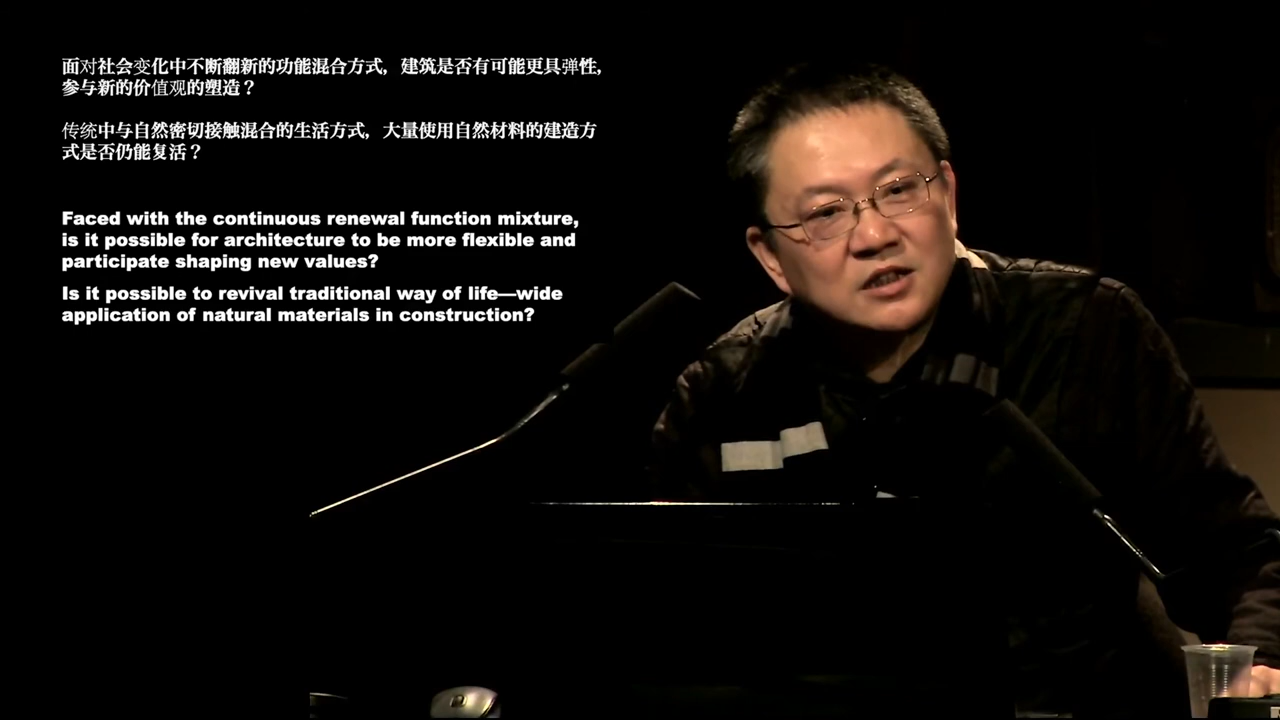 面对社会变化中不断翻新的功能混合方式，建筑是否有可能更具弹性，
参与新的价值观的塑造？
传统中与自然密切接触混合的生活方式，大量使用自然材料的建造方
式是否仍能复活？
Faced with the continuous renewal function mixture,
is it possible for architecture to be more flexible and
participate shaping new values?
Is it possible to revival traditional way of life—wide
application of natural materials in construction?